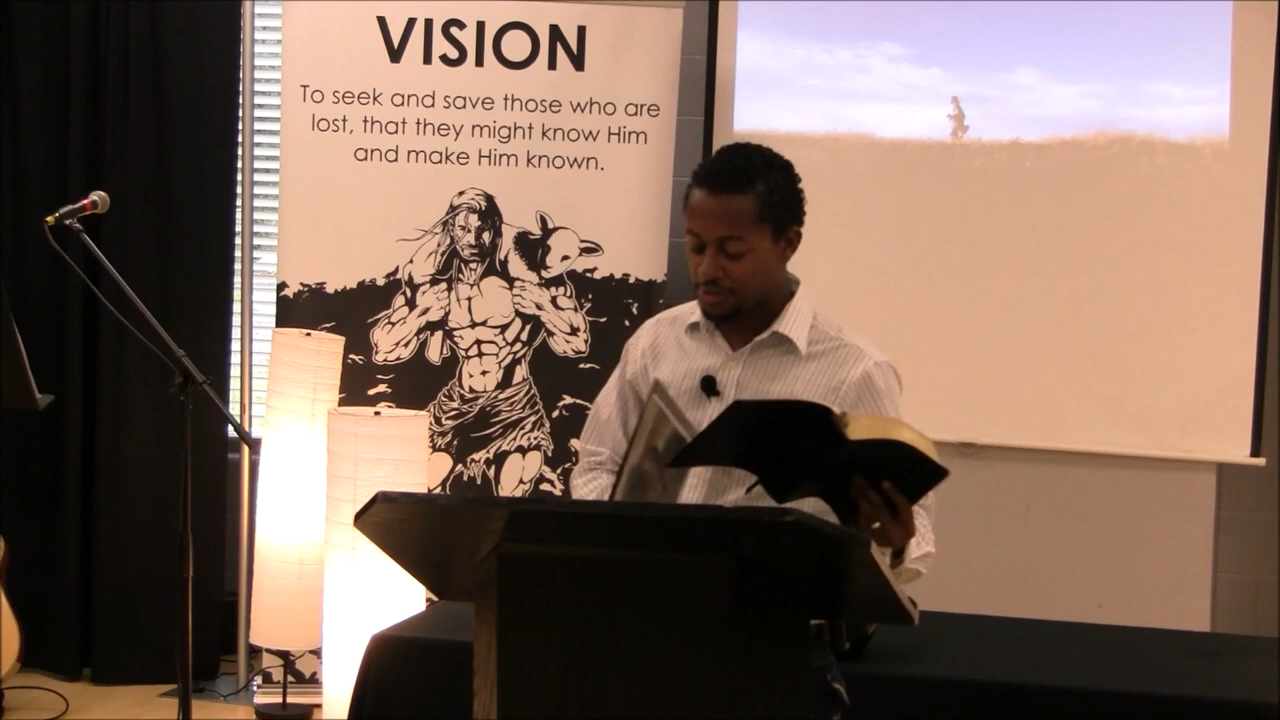 VISION
To seek and save those who are
lost, that they might know Him
and make Him known.